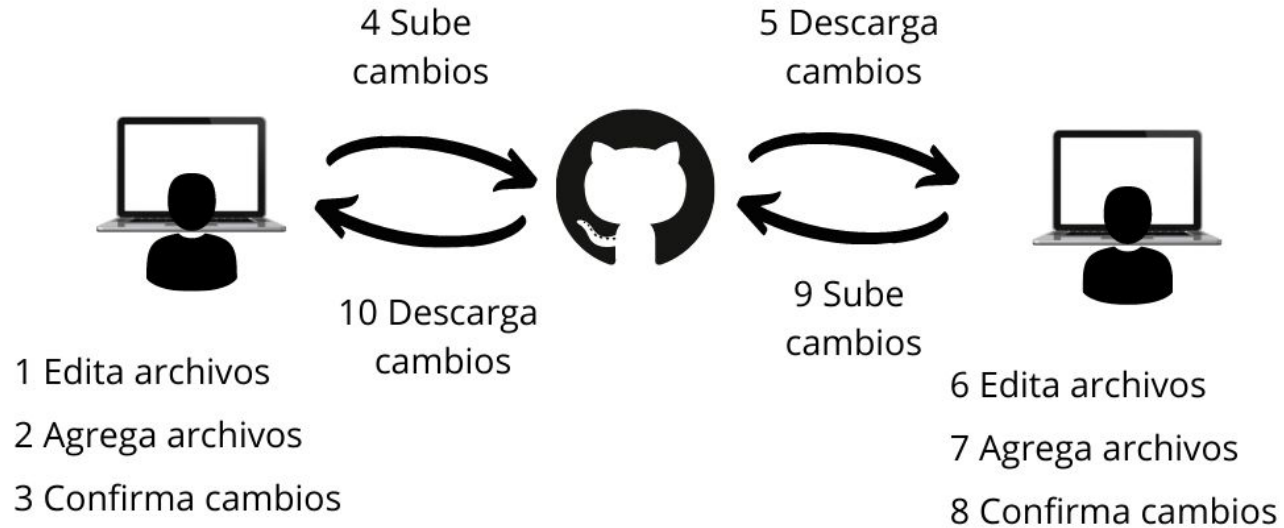 4 Sube
cambios
5 Descarga
cambios
10 Descarga
cambios
9 Sube
cambios
1 Edita archivos
2 Agrega archivos
3 Confirma cambios
6 Edita archivos
7 Agrega archivos
8 Confirma cambios